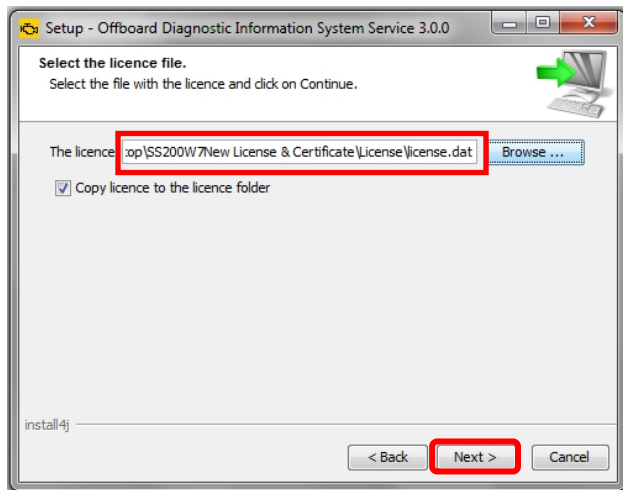 Setup - Offboard Diagnostic Information System Service 3.0.0
Select the licence file.
Select the file with the licence and click on Continue.
The licence :op\SS200W7New License & Certificate\License\license.dat Browse ...
Copy licence to the licence folder
install4j
< Back Next > Cancel